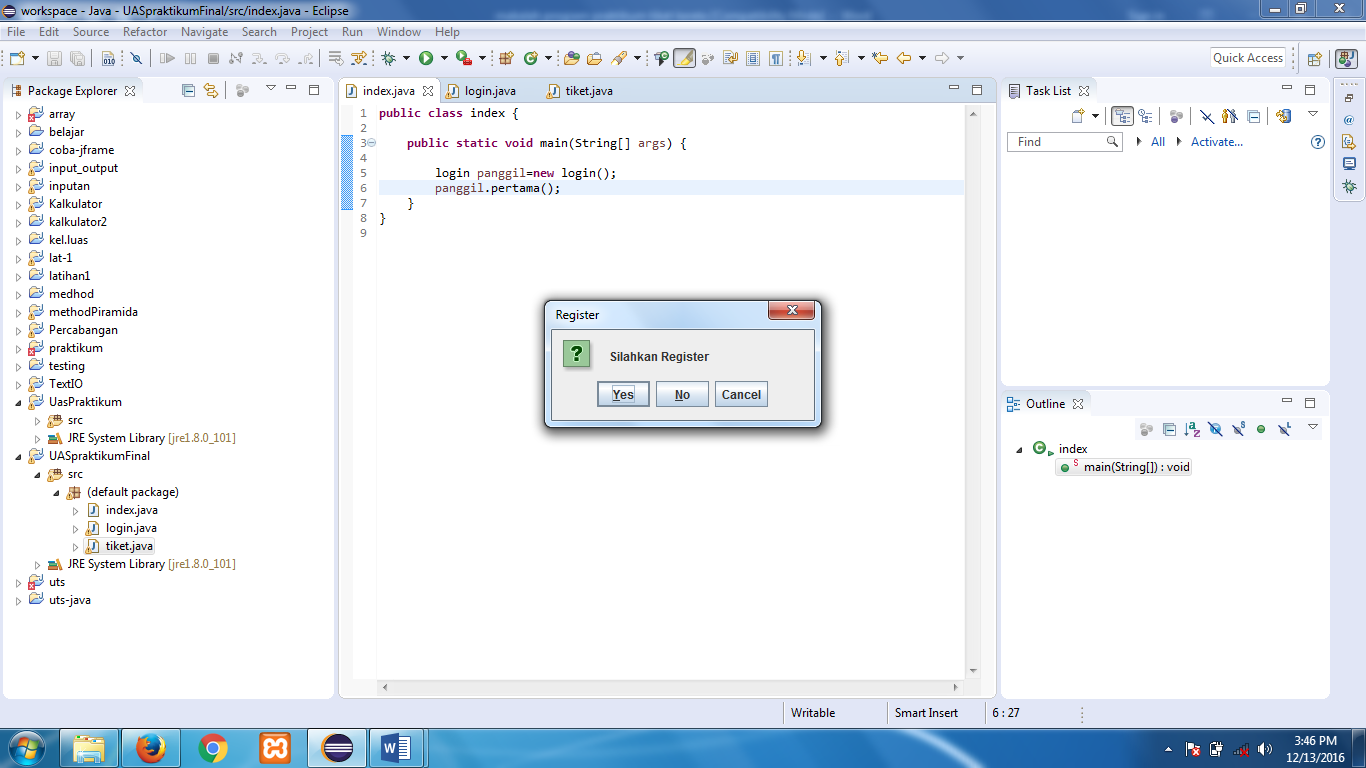 workspace - Java - UASpraktikumFinal/src/index.java - Eclipse
File Edit Source Refactor Navigate Search Project Run Window Help
Quick Access
Package Explorer
array
belajar
coba-jframe
input_output
inputan
Kalkulator
kalkulator2
kel.luas
lat-1
latihan1
medhod
methodPiramida
Percabangan
praktikum
testing
TextIO
UasPraktikum
src
JRE System Library [jre1.8.0_101]
UASpraktikumFinal
src
(default package)
index.java
login.java
tiket.java
JRE System Library [jre1.8.0_101]
uts
uts-java
index.java login.java tiket.java
1 public class index {
2
3 public static void main(String[] args) {
4
5 login panggil=new login();
6 panggil.pertama();
7 }
8 }
9
Register
Silahkan Register
Yes No Cancel
Task List
Find All Activate...
Outline
index
main(String[]) : void
Writable Smart Insert 6 : 27
3:46 PM
12/13/2016